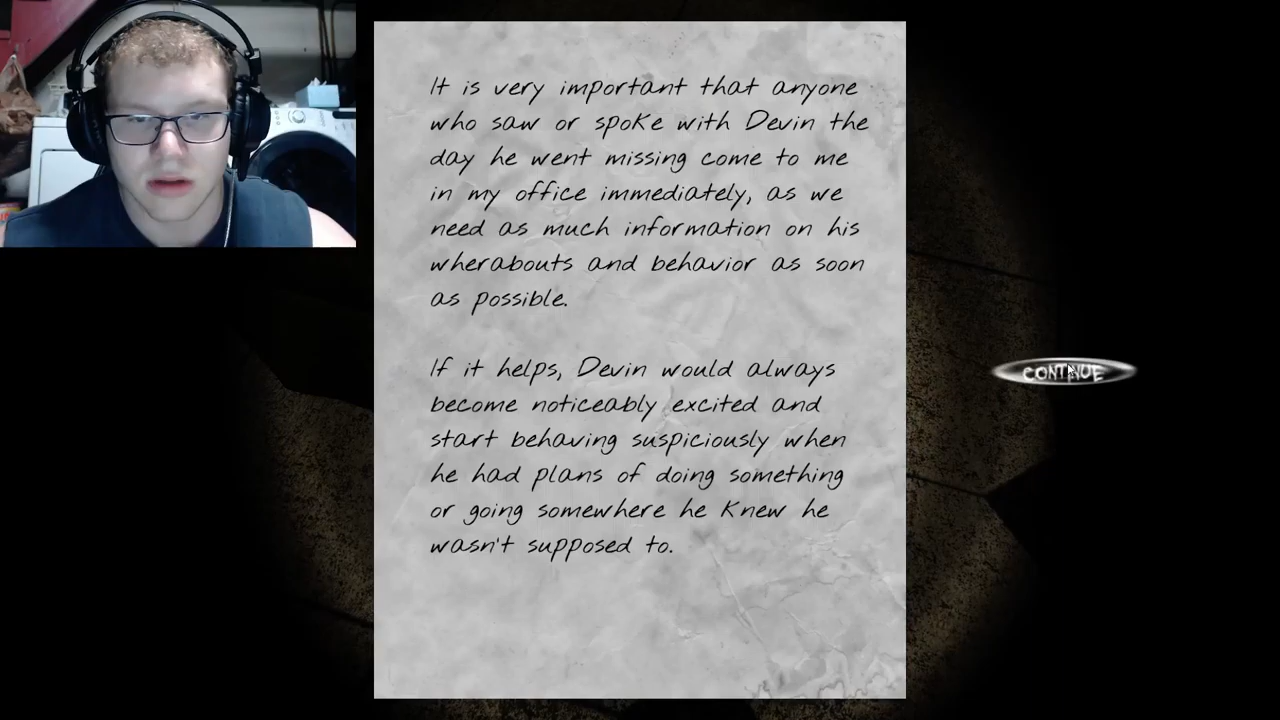 It is very important that anyone
who saw or spoke with Devin the
day he went missing come to me
in my office immediately, as we
need as much information on his
wherabouts and behavior as soon
as possible.
If it helps, Devin would always
become noticeably excited and
start behaving suspiciously when
he had plans of doing something
or going somewhere he knew he
wasn't supposed to.
CONTINUE